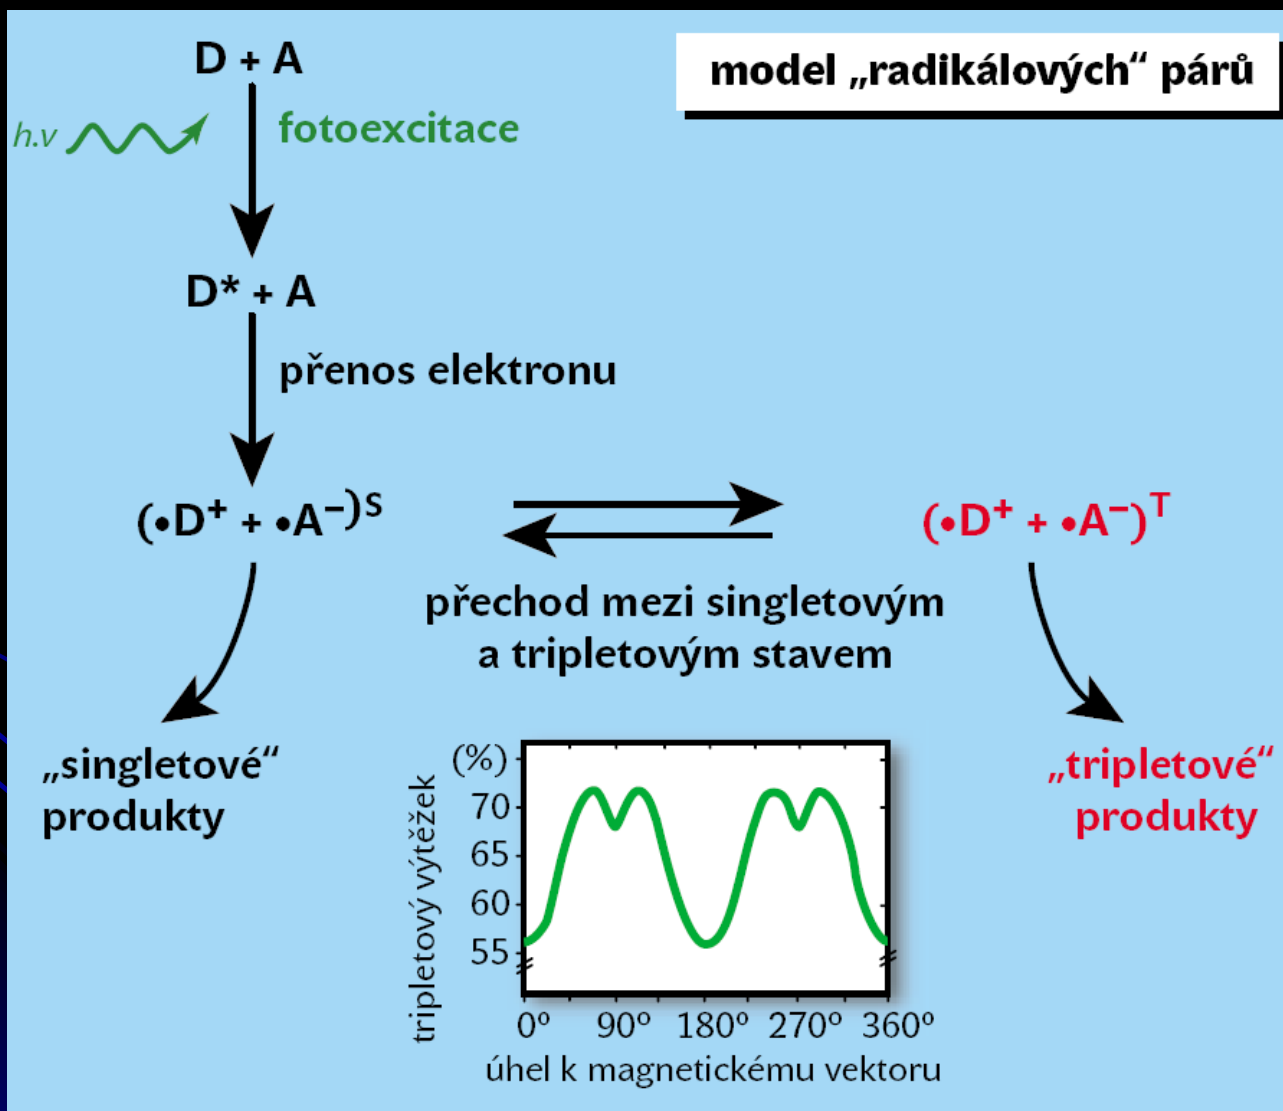 D + A
model „radikálových“ párů
h.v
fotoexcitace
D* + A
přenos elektronu
(•D⁺ + •A⁻)ˢ
(•D⁺ + •A⁻)ᵀ
přechod mezi singletovým
a tripletovým stavem
„singletové“
produkty
„tripletové“
produkty
tripletový výtěžek
(%)
70
65
60
55
0º 90º 180º 270º 360º
úhel k magnetickému vektoru